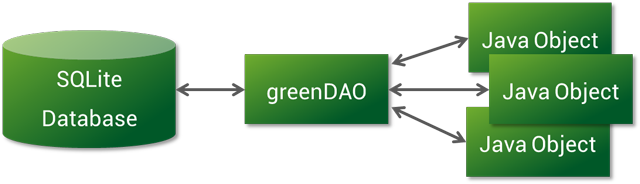 SQLite
Database
greenDAO
Java Object
Java Object
Java Object